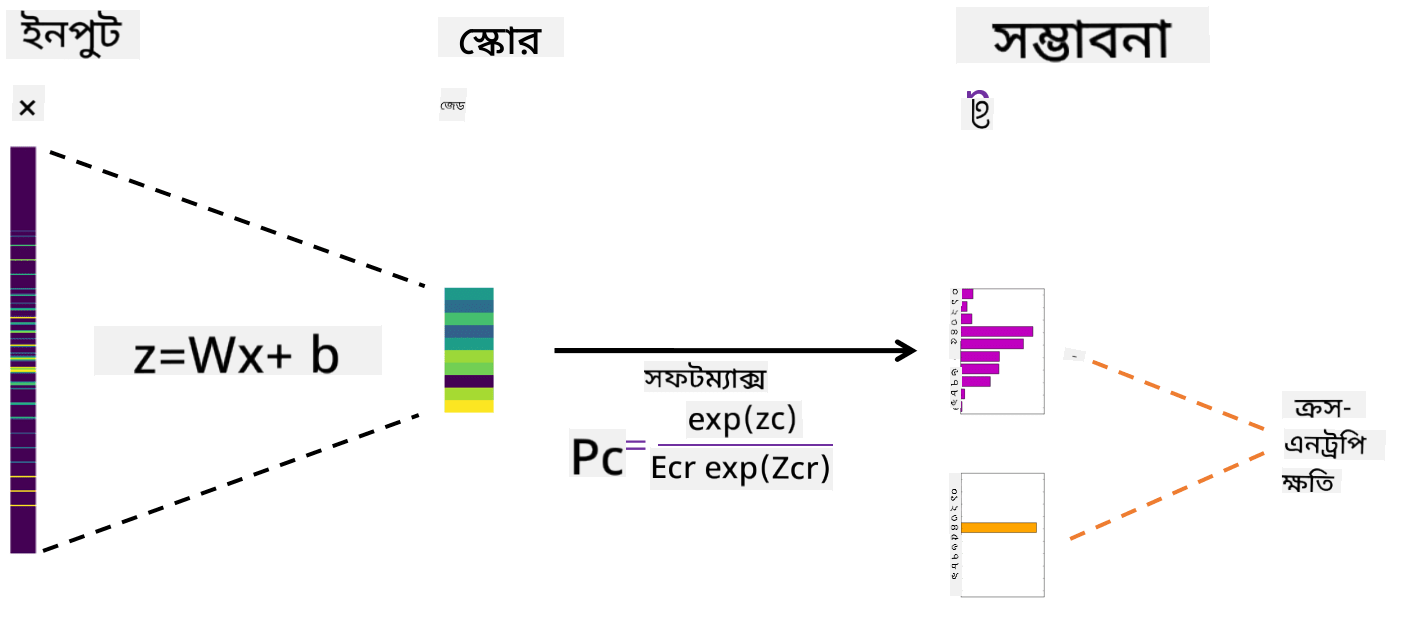 ইনপুট
স্কোর
সম্ভাবনা
×
জেড
z=Wx+ b
সফটম্যাক্স
Pc=
exp(zc)
Ecr exp(Zcr)
ক্রস-
এনট্রপি
ক্ষতি